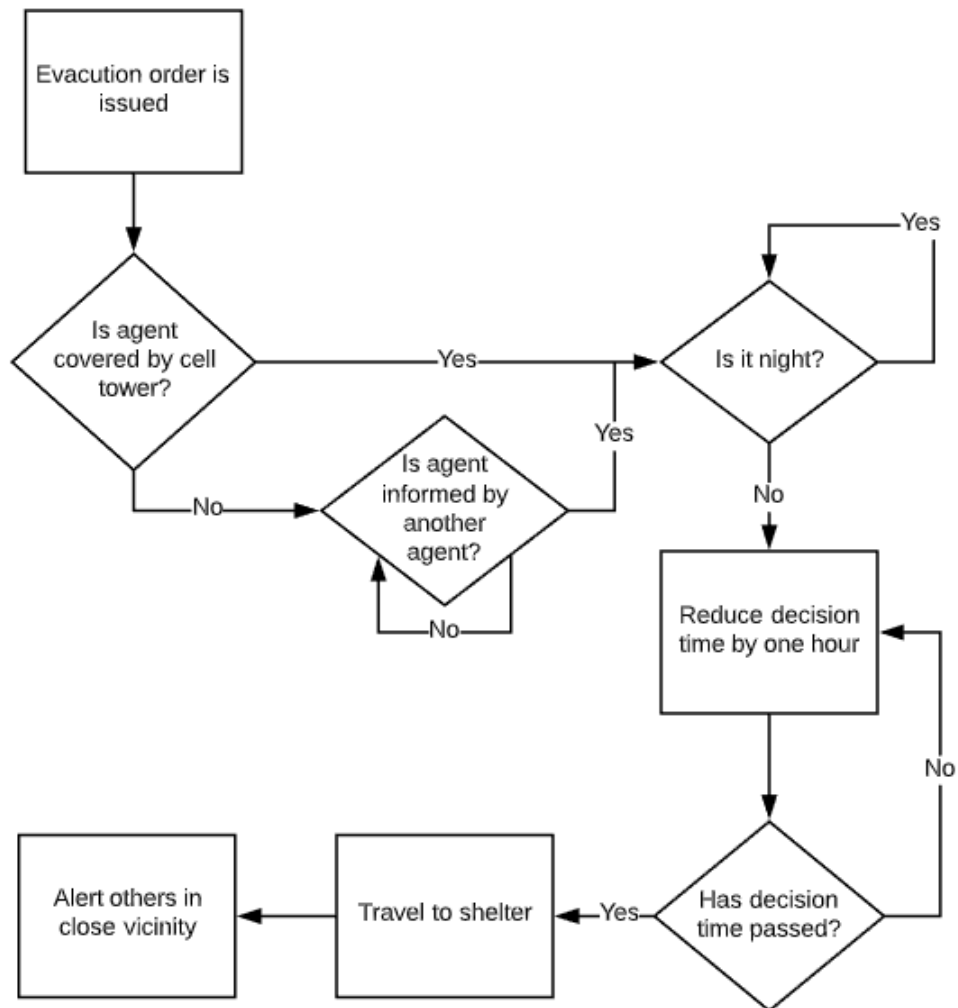 Evacution order is
issued
Is agent
covered by cell
tower?
Yes
No
Is agent
informed by
another
agent?
No
Yes
Is it night?
Yes
No
Reduce decision
time by one hour
Has decision
time passed?
No
Yes
Travel to shelter
Alert others in
close vicinity